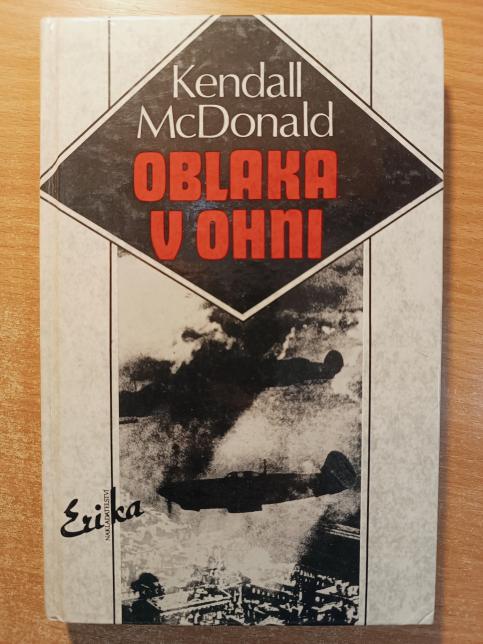 Kendall
McDonald
OBLAKA
V OHNI
Erika
NAKLADATELSTVÍ